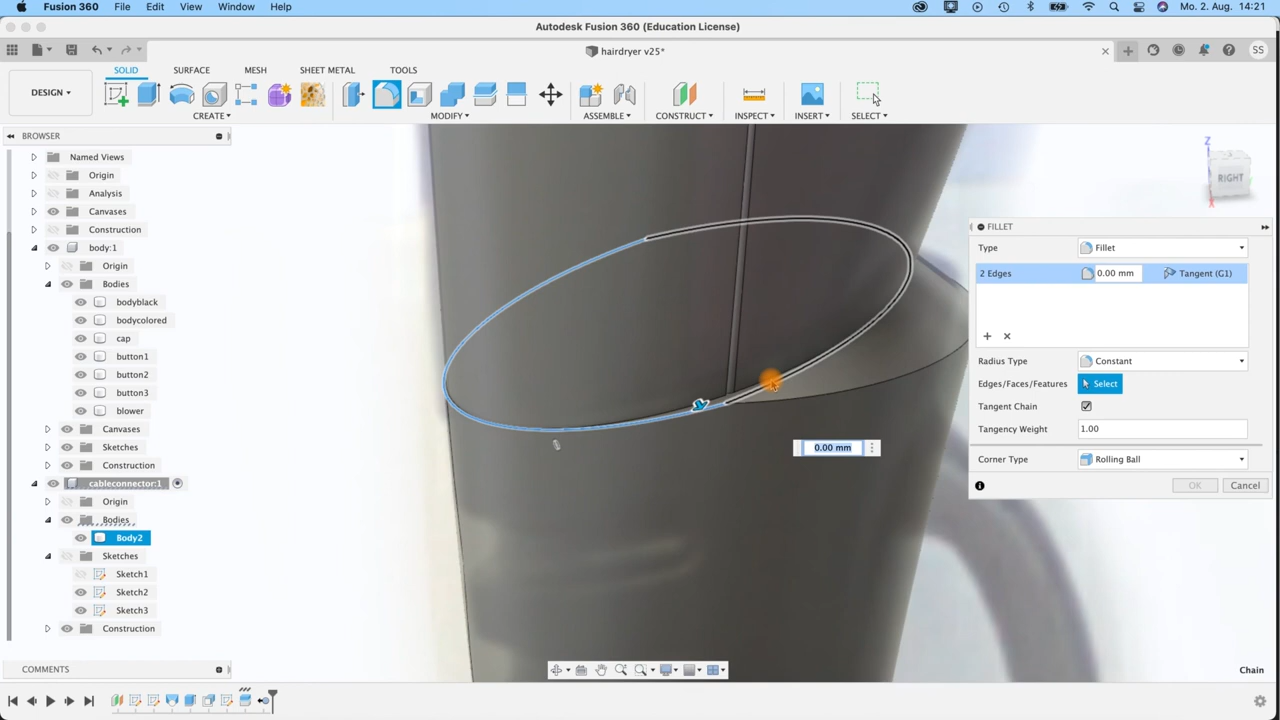 Fusion 360 File Edit View Window Help Mo. 2. Aug. 14:21
Autodesk Fusion 360 (Education License)
hairdryer v25*
SS
SOLID SURFACE MESH SHEET METAL TOOLS
DESIGN
CREATE MODIFY ASSEMBLE CONSTRUCT INSPECT INSERT SELECT
BROWSER
Named Views
Origin
Analysis
Canvases
Construction
body:1
Origin
Bodies
bodyblack
bodycolored
cap
button1
button2
button3
blower
Canvases
Sketches
Construction
cableconnector:1
Origin
Bodies
Body2
Sketches
Sketch1
Sketch2
Sketch3
Construction
COMMENTS
Z
RIGHT
X
FILLET
Type Fillet
2 Edges 0.00 mm Tangent (G1)
Radius Type Constant
Edges/Faces/Features Select
Tangent Chain
Tangency Weight 1.00
Corner Type Rolling Ball
OK Cancel
0.00 mm
Chain